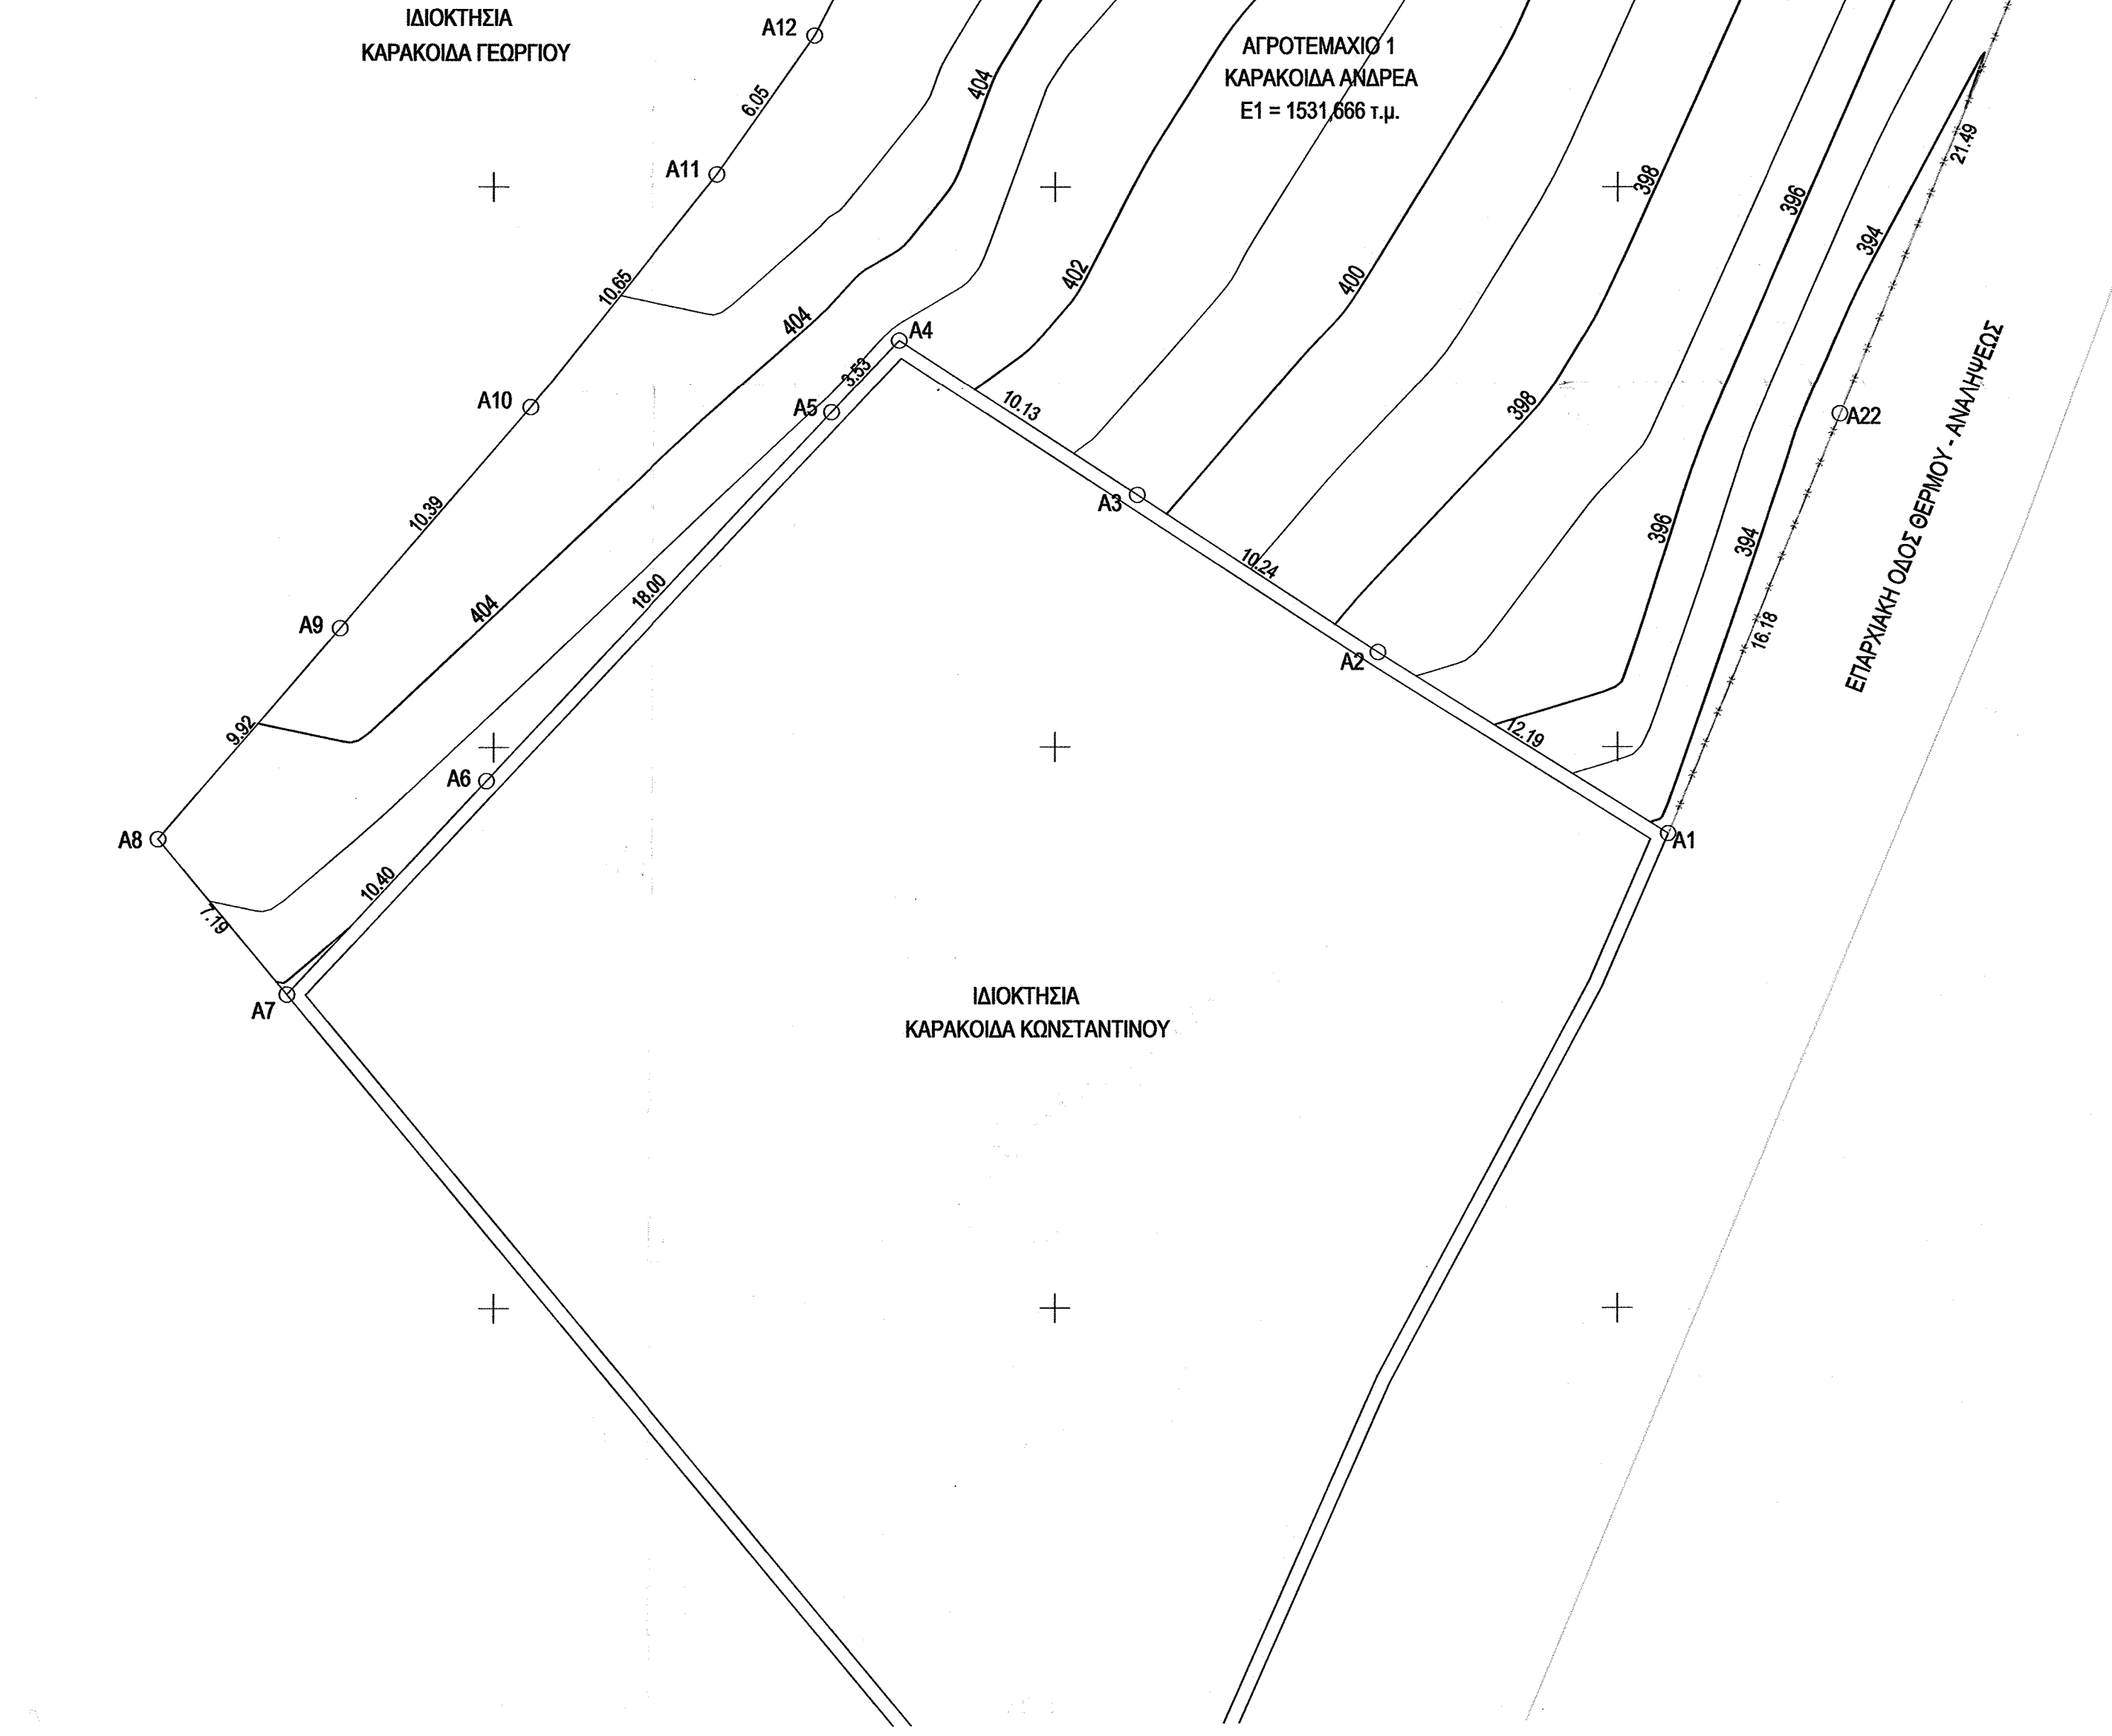 ΙΔΙΟΚΤΗΣΙΑ
ΚΑΡΑΚΟΙΔΑ ΓΕΩΡΓΙΟΥ
A12
ΑΓΡΟΤΕΜΑΧΙΟ 1
ΚΑΡΑΚΟΙΔΑ ΑΝΔΡΕΑ
E1 = 1531,666 τ.μ.
404
6.05
21.49
A11
398
396
394
402
400
10.65
404
A4
3.53
A10
A5
10.13
398
A22
ΕΠΑΡΧΙΑΚΗ ΟΔΟΣ ΘΕΡΜΟΥ - ΑΝΑΛΗΨΕΩΣ
A3
10.39
396
394
10.24
18.00
404
A9
16.18
A2
9.92
12.19
A6
A8
A1
10.40
7.19
A7
ΙΔΙΟΚΤΗΣΙΑ
ΚΑΡΑΚΟΙΔΑ ΚΩΝΣΤΑΝΤΙΝΟΥ